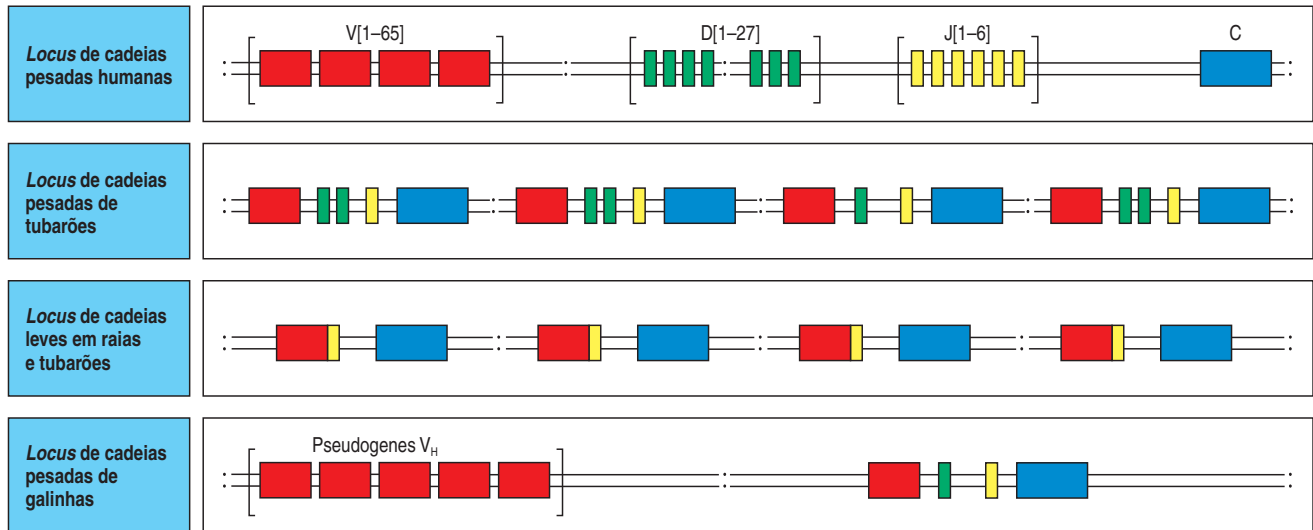 Locus de cadeias
pesadas humanas
V[1–65]
D[1–27]
J[1–6]
C
Locus de cadeias
pesadas de
tubarões
Locus de cadeias
leves em raias
e tubarões
Locus de cadeias
pesadas de
galinhas
Pseudogenes VH